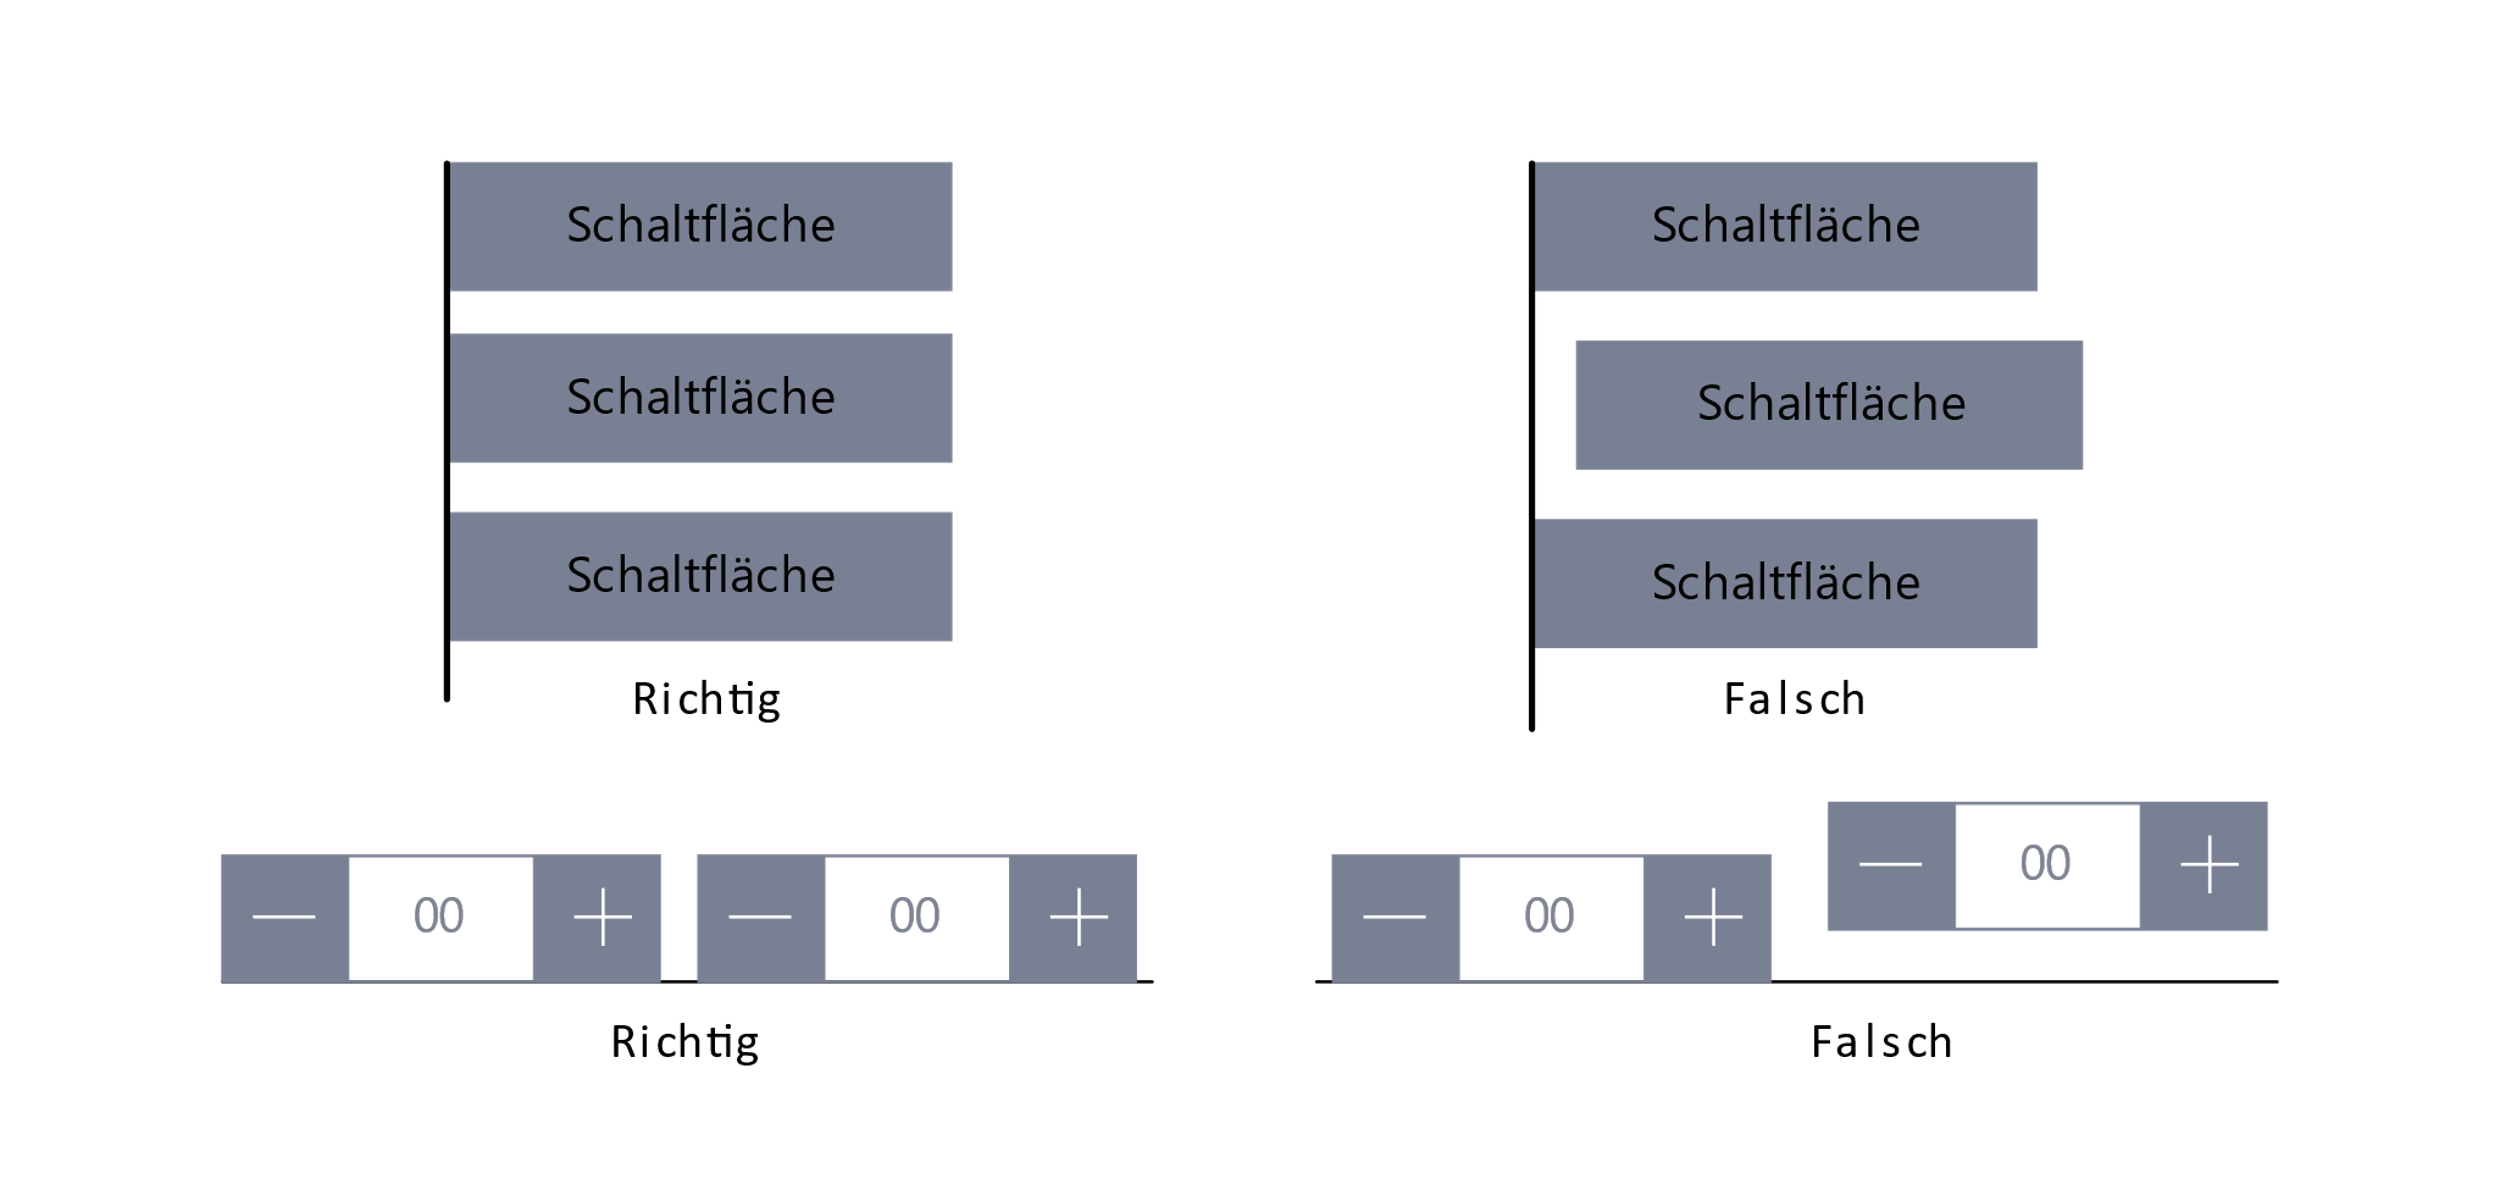 Schaltfläche
Schaltfläche
Schaltfläche
Richtig
Schaltfläche
Schaltfläche
Schaltfläche
Falsch
— 00 + — 00 +
Richtig
— 00 + — 00 +
Falsch